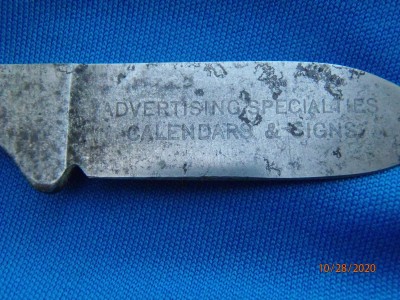 ADVERTISING SPECIALTIES
CALENDARS & SIGNS
10/28/2020